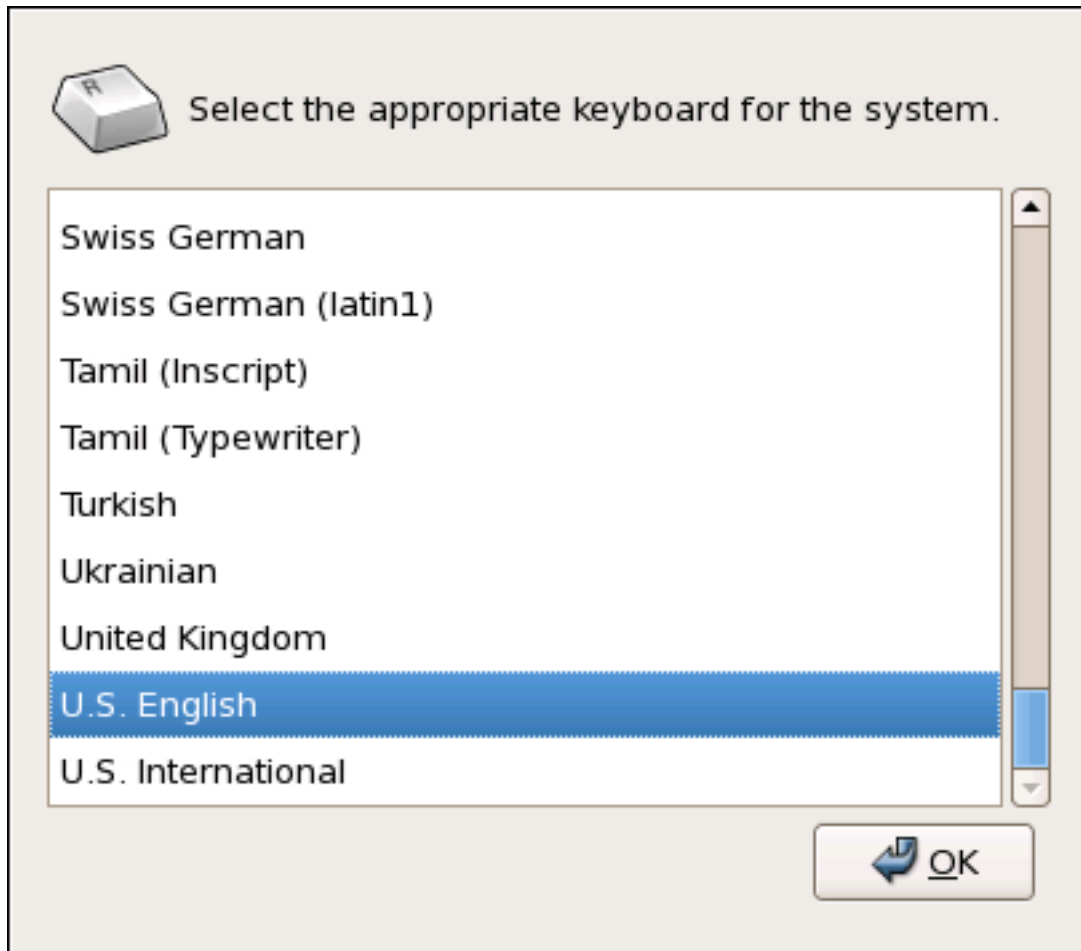 R
Select the appropriate keyboard for the system.
Swiss German
Swiss German (latin1)
Tamil (Inscript)
Tamil (Typewriter)
Turkish
Ukrainian
United Kingdom
U.S. English
U.S. International
OK